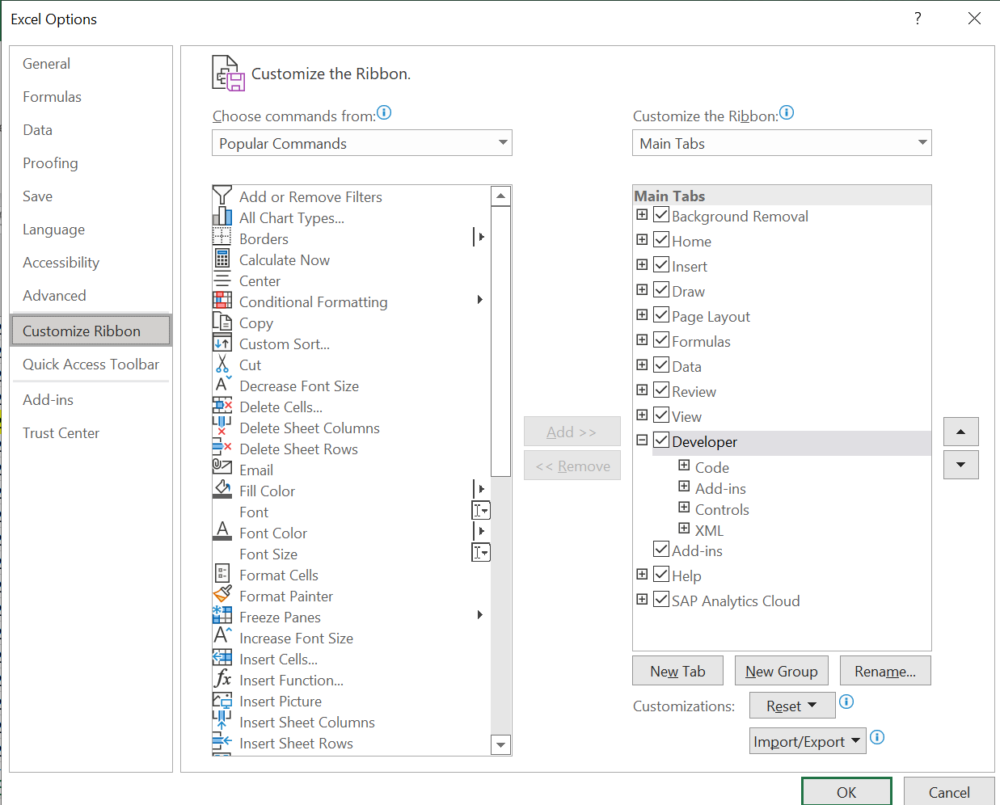 Excel Options
?
General
Formulas
Data
Proofing
Save
Language
Accessibility
Advanced
Customize Ribbon
Quick Access Toolbar
Add-ins
Trust Center
Customize the Ribbon.
Choose commands from:
Popular Commands
Add or Remove Filters
All Chart Types...
Borders
Calculate Now
Center
Conditional Formatting
Copy
Custom Sort...
Cut
Decrease Font Size
Delete Cells...
Delete Sheet Columns
Delete Sheet Rows
Email
Fill Color
Font
Font Color
Font Size
Format Cells
Format Painter
Freeze Panes
Increase Font Size
Insert Cells...
Insert Function...
Insert Picture
Insert Sheet Columns
Insert Sheet Rows
Add >>
<< Remove
Customize the Ribbon:
Main Tabs
Main Tabs
Background Removal
Home
Insert
Draw
Page Layout
Formulas
Data
Review
View
Developer
Code
Add-ins
Controls
XML
Add-ins
Help
SAP Analytics Cloud
New Tab
New Group
Rename...
Customizations:
Reset
Import/Export
OK
Cancel